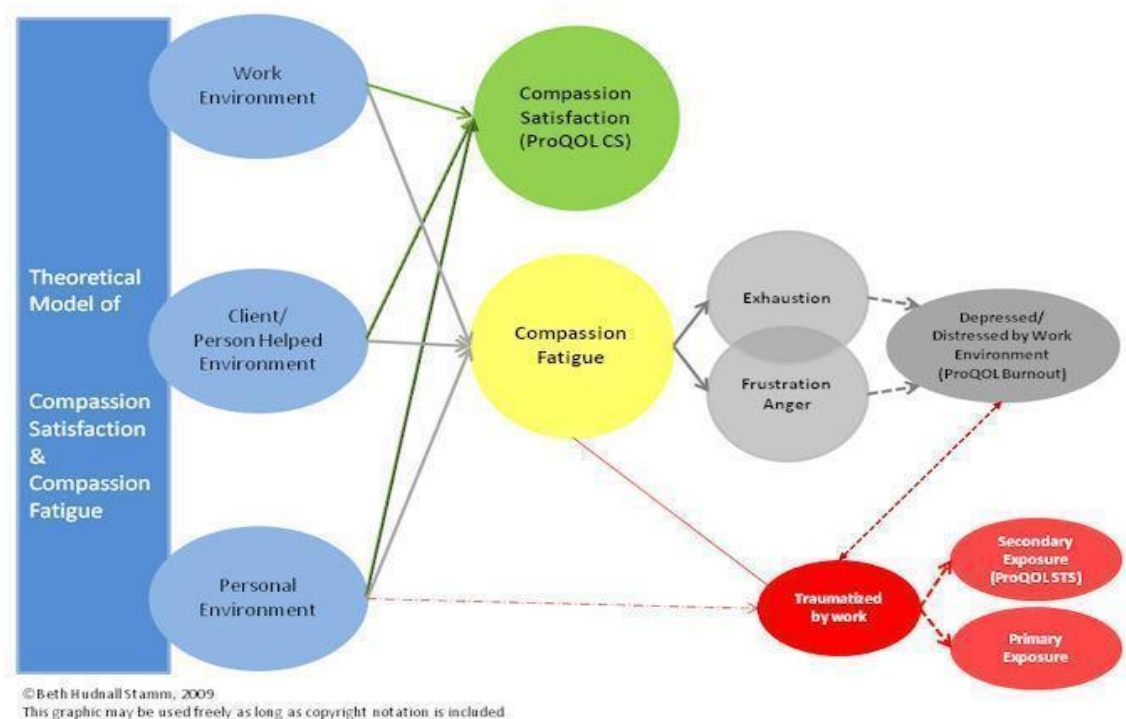 Theoretical
Model of
Compassion
Satisfaction
&
Compassion
Fatigue
Work
Environment
Client/
Person Helped
Environment
Personal
Environment
Compassion
Satisfaction
(ProQOL CS)
Compassion
Fatigue
Exhaustion
Frustration
Anger
Depressed/
Distressed by Work
Environment
(ProQOL Burnout)
Traumatized
by work
Secondary
Exposure
(ProQOL STS)
Primary
Exposure
©Beth Hudnall Stamm, 2009
This graphic may be used freely as long as copyright notation is included